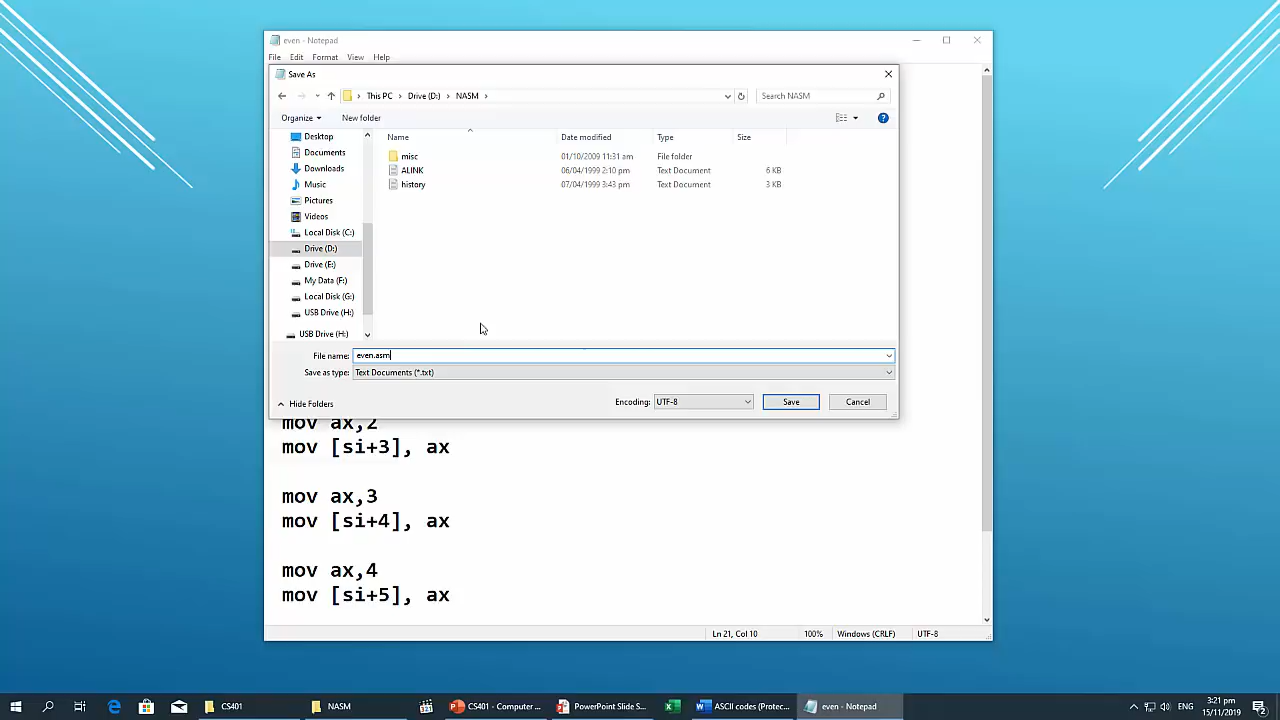 even - Notepad
File Edit Format View Help
Save As
This PC › Drive (D:) › NASM ›
Search NASM
Organize
New folder
Name Date modified Type Size
Desktop
Documents
Downloads
Music
Pictures
Videos
Local Disk (C:)
Drive (D:)
Drive (E:)
My Data (F:)
Local Disk (G:)
USB Drive (H:)
USB Drive (H:)
misc 01/10/2009 11:31 am File folder
ALINK 06/04/1999 2:10 pm Text Document 6 KB
history 07/04/1999 3:43 pm Text Document 3 KB
File name: even.asm
Save as type: Text Documents (*.txt)
Hide Folders
Encoding: UTF-8
Save
Cancel
mov ax,2
mov [si+3], ax
mov ax,3
mov [si+4], ax
mov ax,4
mov [si+5], ax
Ln 21, Col 10 100% Windows (CRLF) UTF-8
CS401
NASM
CS401 - Computer ...
PowerPoint Slide S...
ASCII codes (Protec...
even - Notepad
ENG
3:21 pm
15/11/2019
2